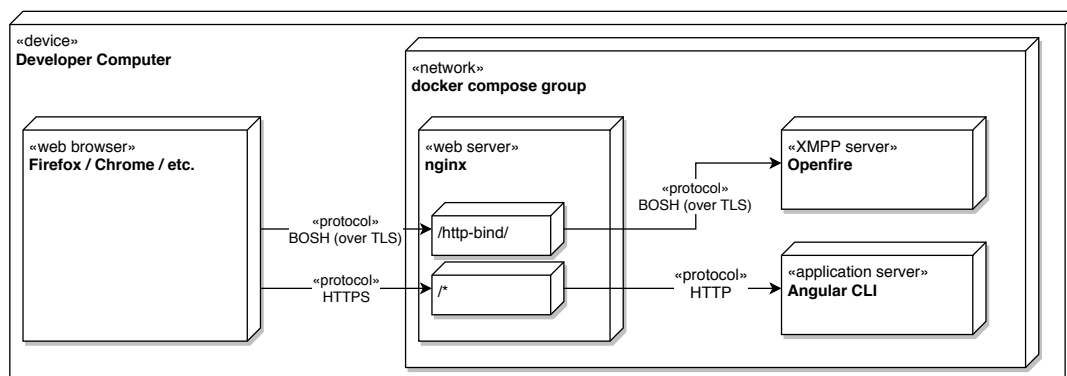 «device»
Developer Computer
«network»
docker compose group
«web browser»
Firefox / Chrome / etc.
«web server»
nginx
«XMPP server»
Openfire
«protocol»
BOSH (over TLS)
/http-bind/
«protocol»
BOSH (over TLS)
«protocol»
HTTPS
/*
«protocol»
HTTP
«application server»
Angular CLI